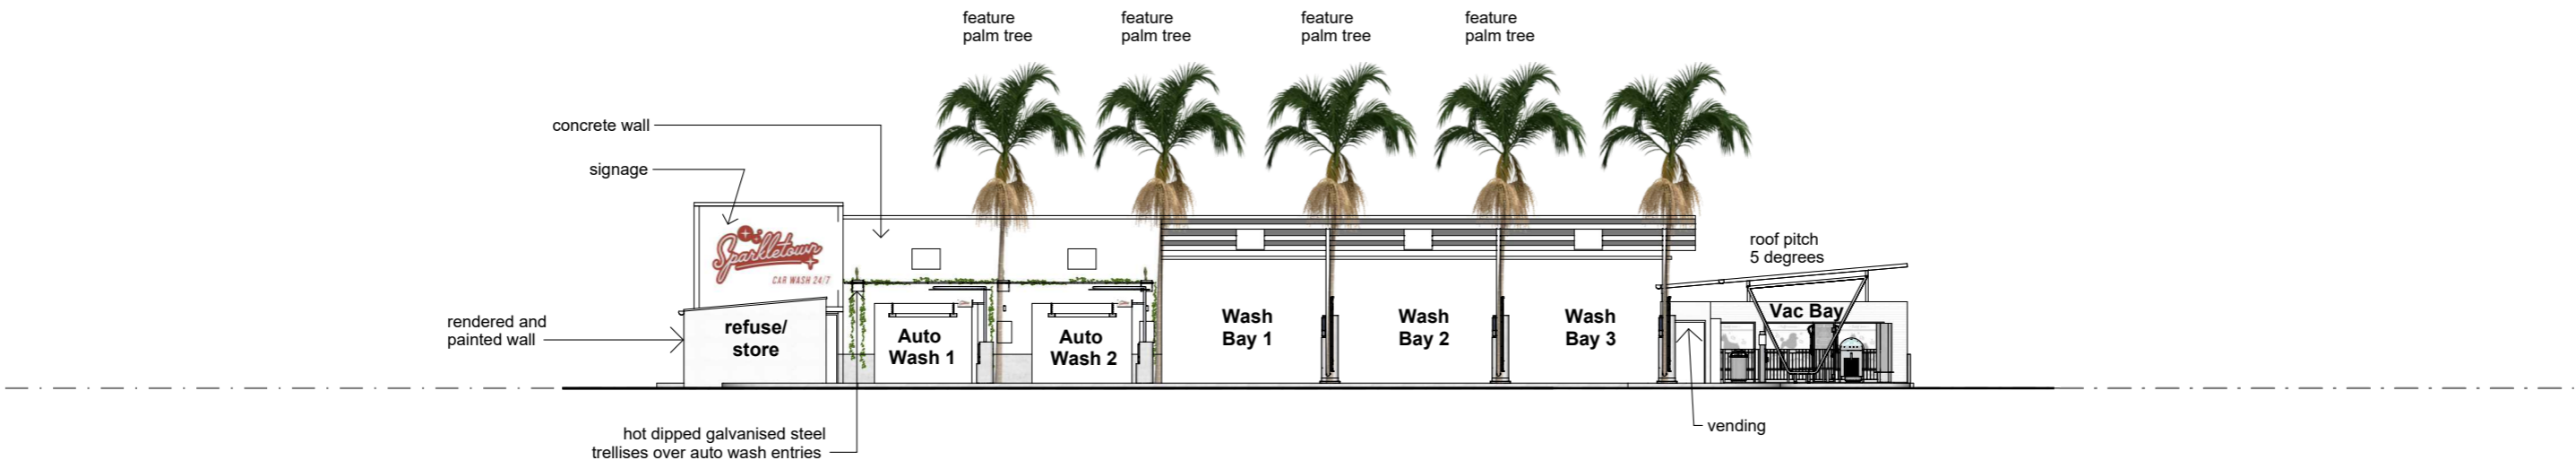 feature
palm tree
feature
palm tree
feature
palm tree
feature
palm tree
concrete wall
signage
Sparkletown
CAR WASH 24/7
roof pitch
5 degrees
rendered and
painted wall
refuse/
store
Auto
Wash 1
Auto
Wash 2
Wash
Bay 1
Wash
Bay 2
Wash
Bay 3
Vac Bay
hot dipped galvanised steel
trellises over auto wash entries
vending